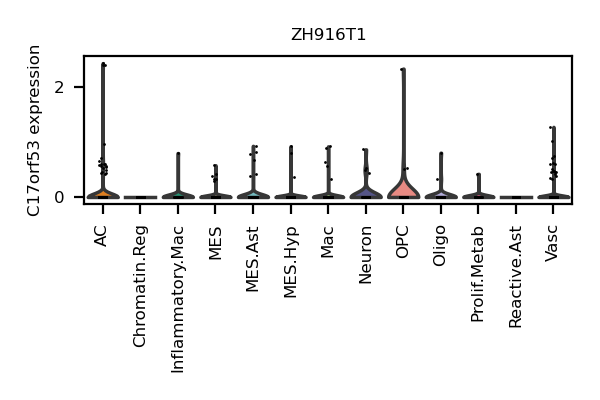 ZH916T1
C17orf53 expression
2
0
AC
Chromatin.Reg
Inflammatory.Mac
MES
MES.Ast
MES.Hyp
Mac
Neuron
OPC
Oligo
Prolif.Metab
Reactive.Ast
Vasc